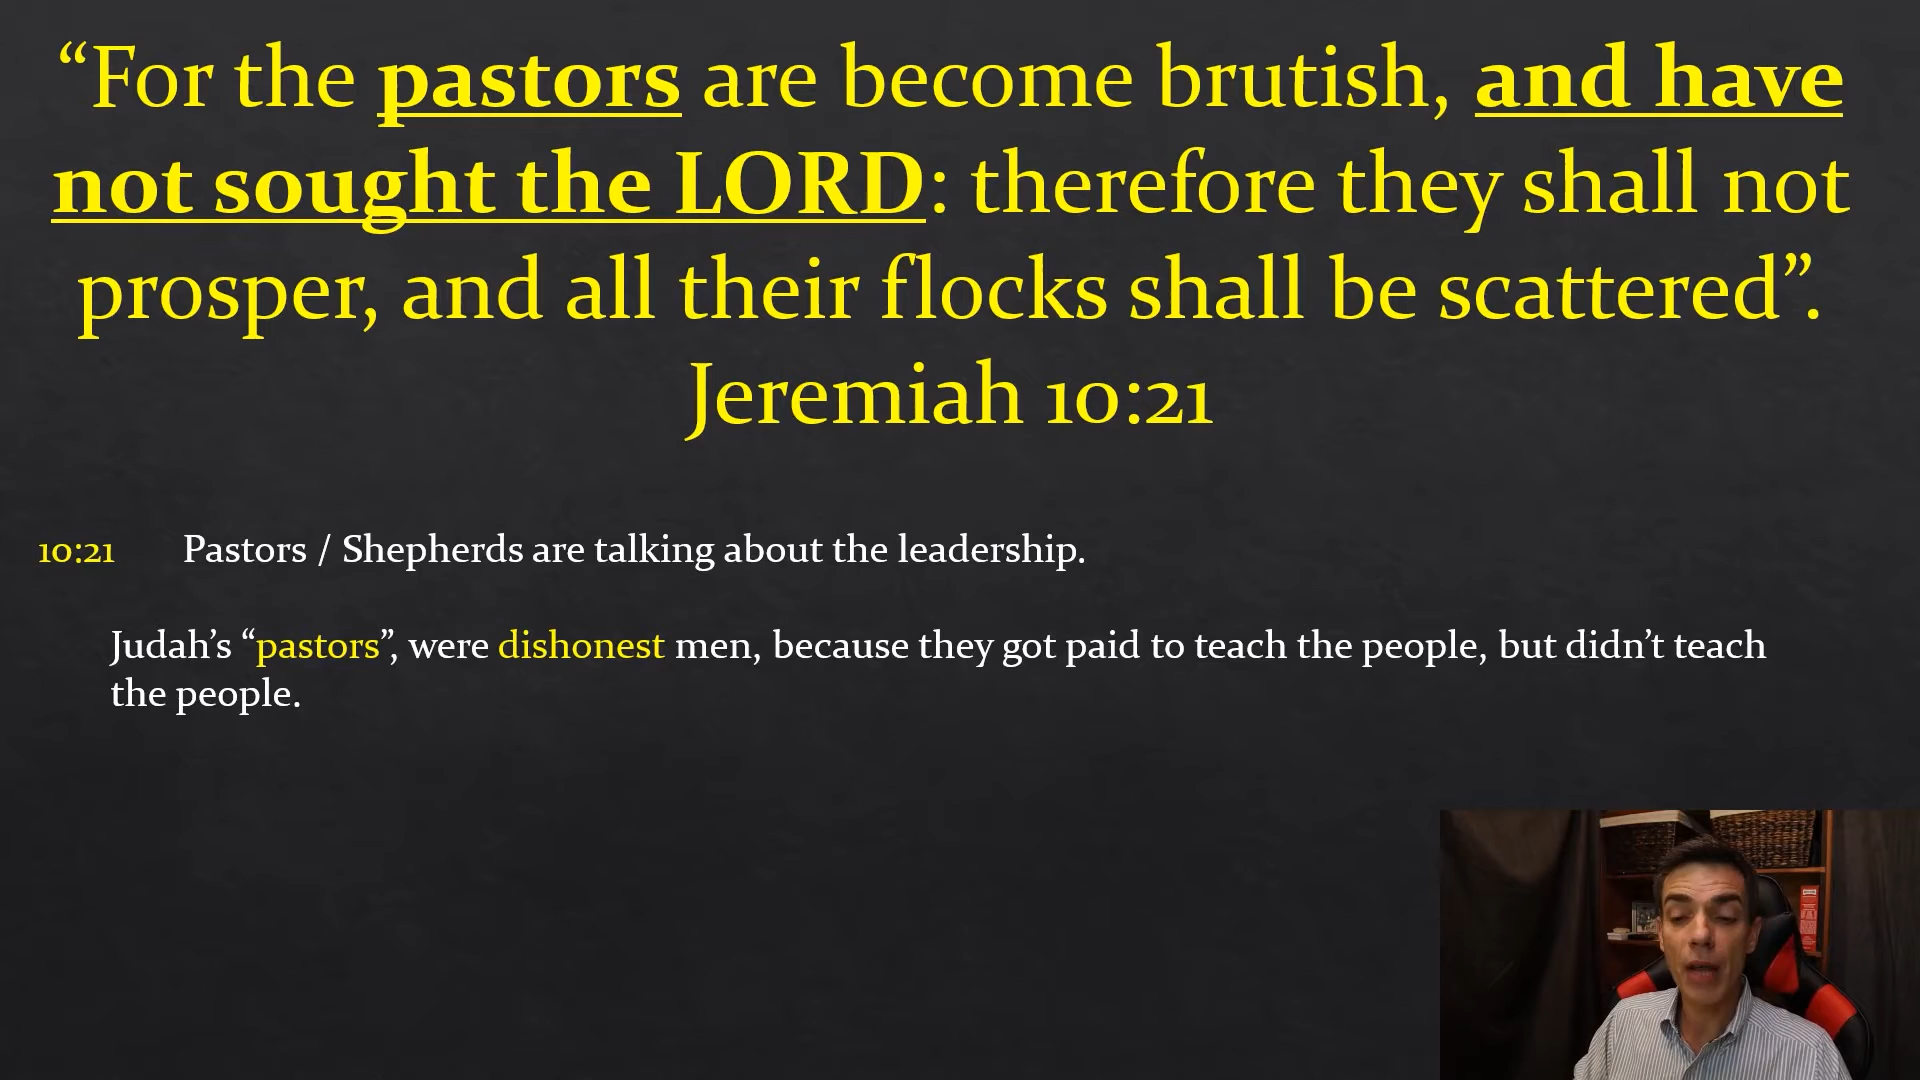 “For the pastors are become brutish, and have
not sought the LORD: therefore they shall not
prosper, and all their flocks shall be scattered”.
Jeremiah 10:21
10:21 Pastors / Shepherds are talking about the leadership.
Judah’s “pastors”, were dishonest men, because they got paid to teach the people, but didn’t teach
the people.